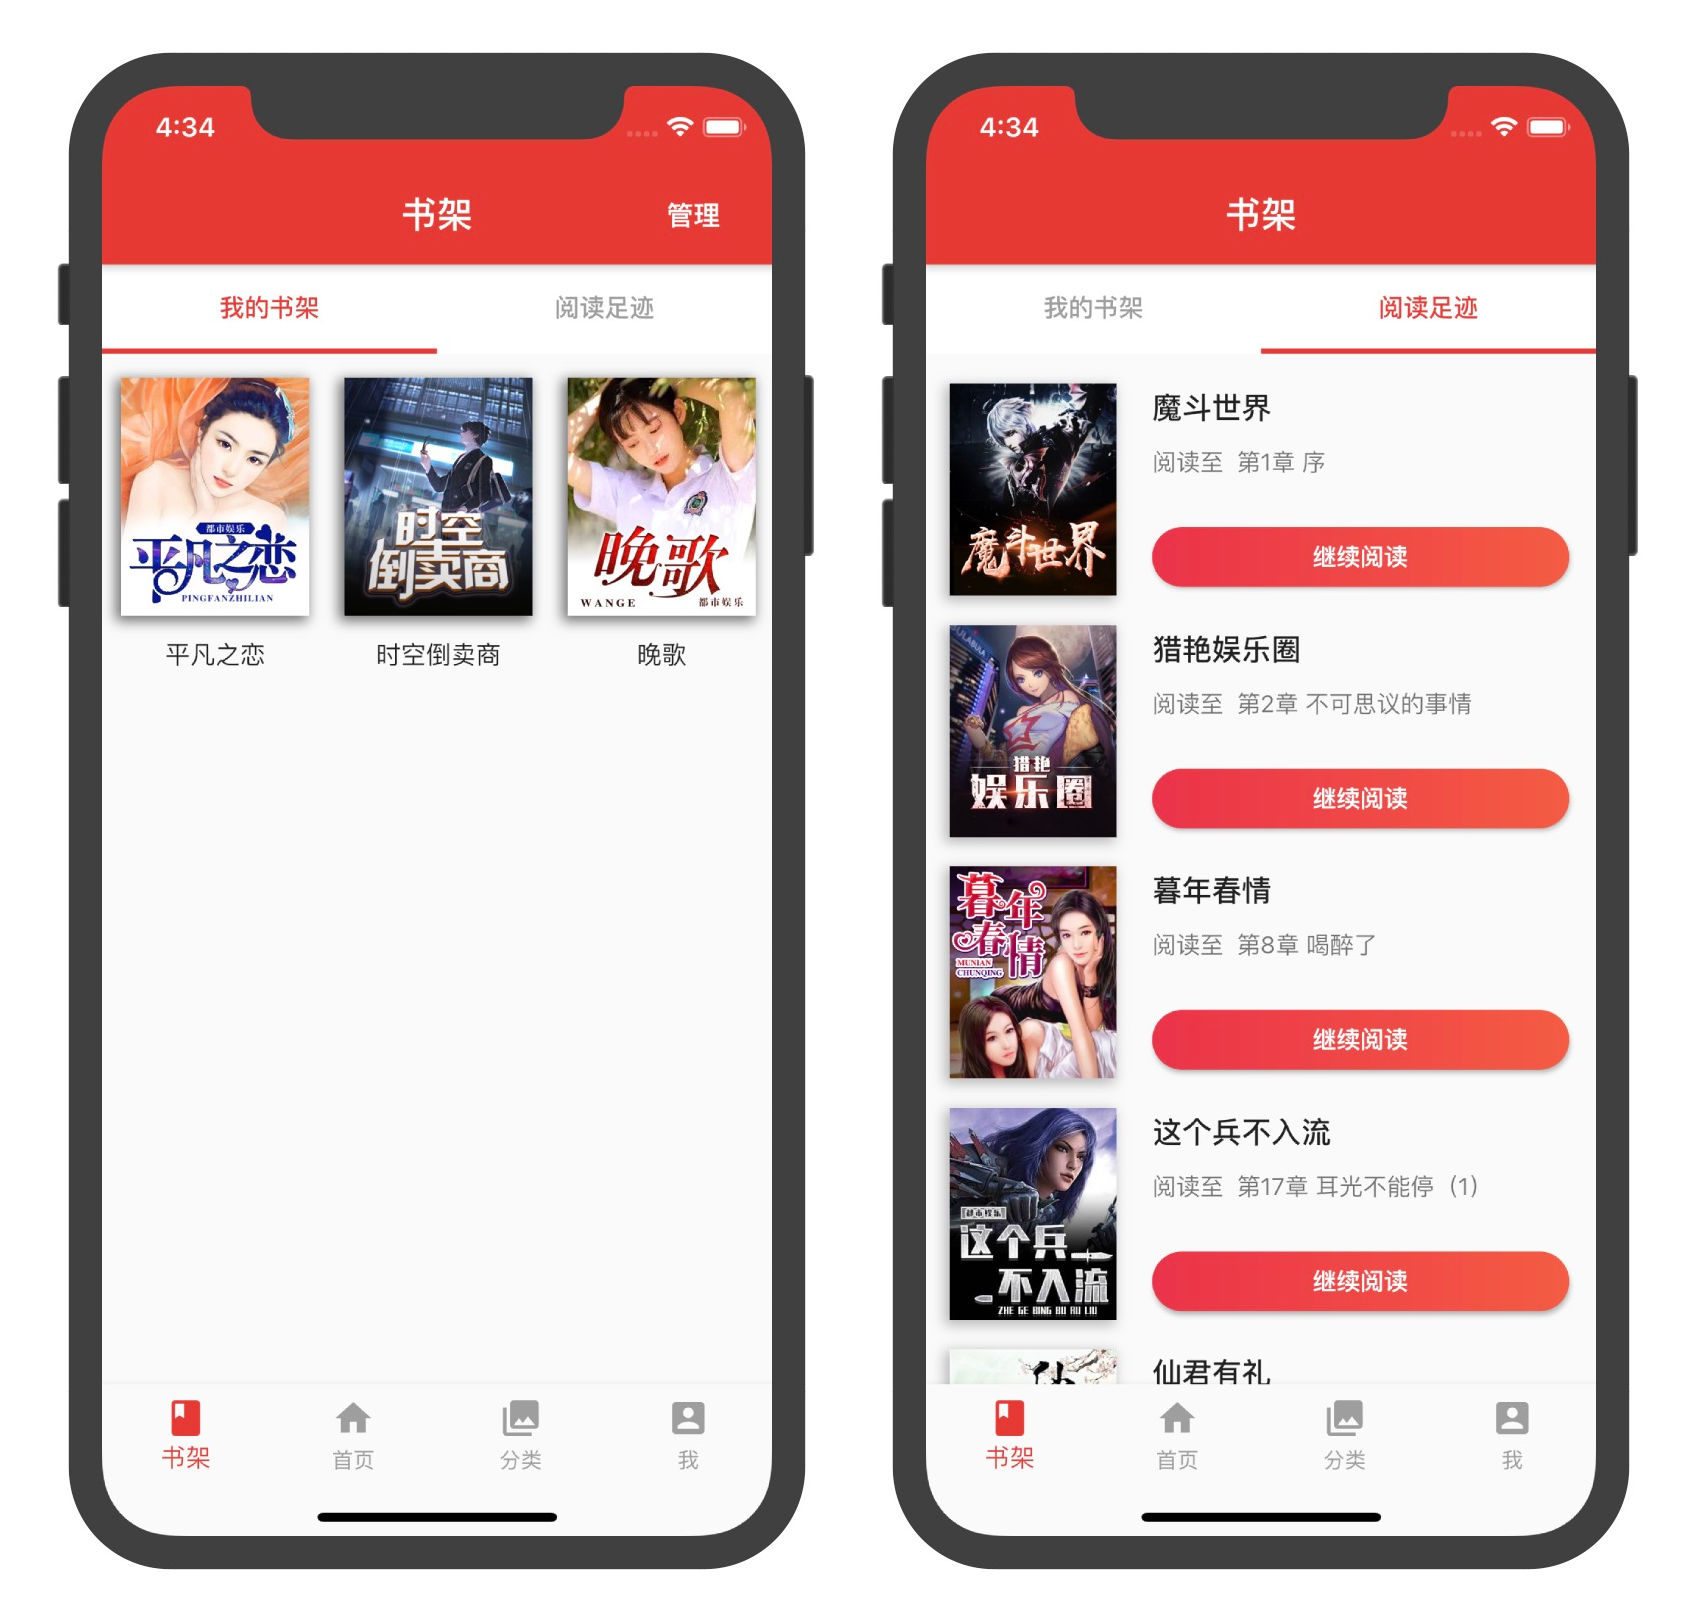 4:34
书架
管理
我的书架
阅读足迹
都市娱乐
平凡之恋
PINGFANZHILIAN
时空
倒卖商
晚歌
WANGE
都市娱乐
平凡之恋
时空倒卖商
晚歌
书架
首页
分类
我
4:34
书架
我的书架
阅读足迹
魔斗世界
魔斗世界
阅读至 第1章 序
继续阅读
猎艳
娱乐圈
猎艳娱乐圈
阅读至 第2章 不可思议的事情
继续阅读
暮年
春情
MUNIAN
CHUNQING
暮年春情
阅读至 第8章 喝醉了
继续阅读
都市娱乐
这个兵
不入流
ZHE GE BING BU RU LIU
这个兵不入流
阅读至 第17章 耳光不能停（1）
继续阅读
仙君有礼
书架
首页
分类
我